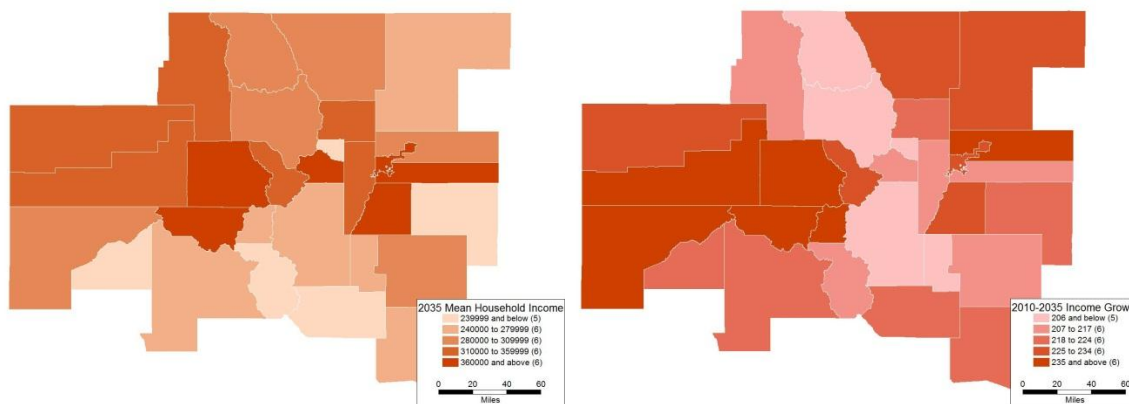 2035 Mean Household Income
239999 and below (5)
240000 to 279999 (6)
280000 to 309999 (6)
310000 to 359999 (6)
360000 and above (6)
0 20 40 60
Miles
2010-2035 Income Grow
206 and below (5)
207 to 217 (6)
218 to 224 (6)
225 to 234 (6)
235 and above (6)
0 20 40 60
Miles